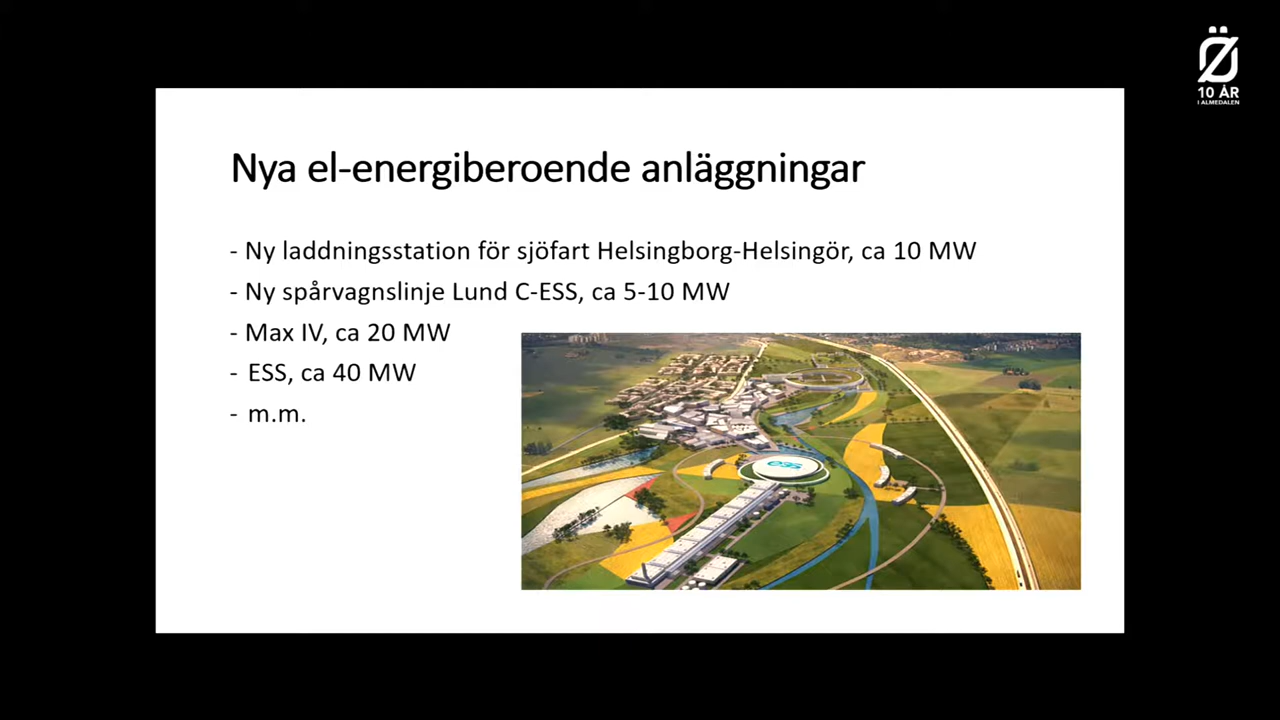 Ö
10 ÅR
I ALMEDALEN
Nya el-energiberoende anläggningar
- Ny laddningsstation för sjöfart Helsingborg-Helsingör, ca 10 MW
- Ny spårvagnslinje Lund C-ESS, ca 5-10 MW
- Max IV, ca 20 MW
- ESS, ca 40 MW
- m.m.
ess